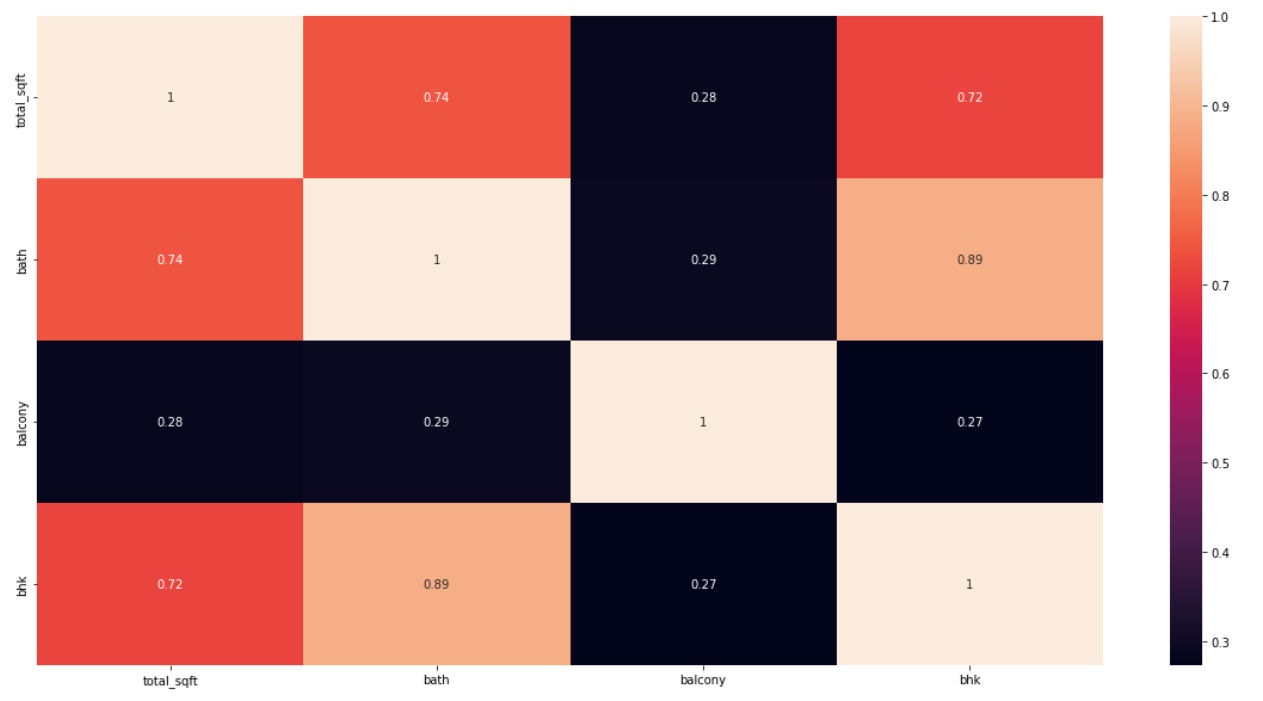 total_sqft 1 0.74 0.28 0.72
bath 0.74 1 0.29 0.89
balcony 0.28 0.29 1 0.27
bhk 0.72 0.89 0.27 1
total_sqft bath balcony bhk
1.0
0.9
0.8
0.7
0.6
0.5
0.4
0.3